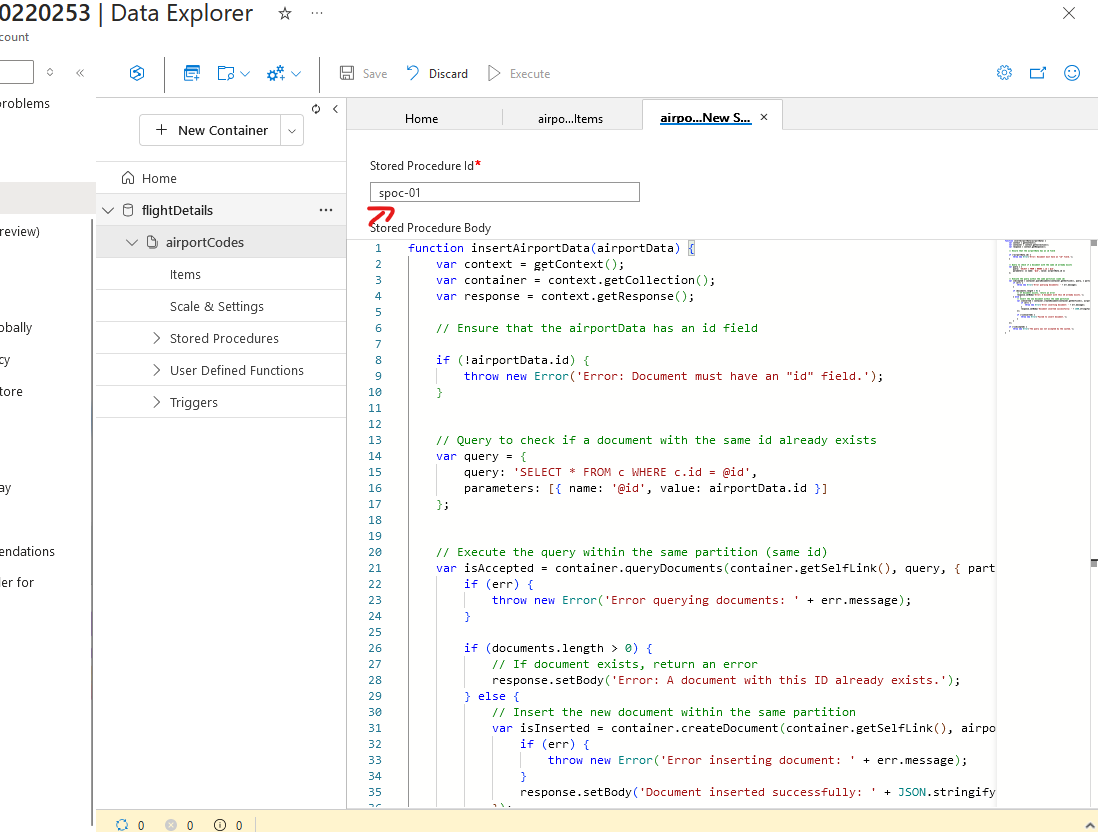 0220253 | Data Explorer
count
Save
Discard
Execute
problems
New Container
Home
airpo...Items
airpo...New S...
Stored Procedure Id*
Home
spoc-01
flightDetails
review)
Stored Procedure Body
airportCodes
Items
Scale & Settings
obally
Stored Procedures
cy
User Defined Functions
tore
Triggers
ay
endations
er for
1 function insertAirportData(airportData) {
2 var context = getContext();
3 var container = context.getCollection();
4 var response = context.getResponse();
5
6 // Ensure that the airportData has an id field
7
8 if (!airportData.id) {
9 throw new Error('Error: Document must have an "id" field.');
10 }
11
12
13 // Query to check if a document with the same id already exists
14 var query = {
15 query: 'SELECT * FROM c WHERE c.id = @id',
16 parameters: [{ name: '@id', value: airportData.id }]
17 };
18
19
20 // Execute the query within the same partition (same id)
21 var isAccepted = container.queryDocuments(container.getSelfLink(), query, { part
22 if (err) {
23 throw new Error('Error querying documents: ' + err.message);
24 }
25
26 if (documents.length > 0) {
27 // If document exists, return an error
28 response.setBody('Error: A document with this ID already exists.');
29 } else {
30 // Insert the new document within the same partition
31 var isInserted = container.createDocument(container.getSelfLink(), airpo
32 if (err) {
33 throw new Error('Error inserting document: ' + err.message);
34 }
35 response.setBody('Document inserted successfully: ' + JSON.stringify
36 });
0 0 0